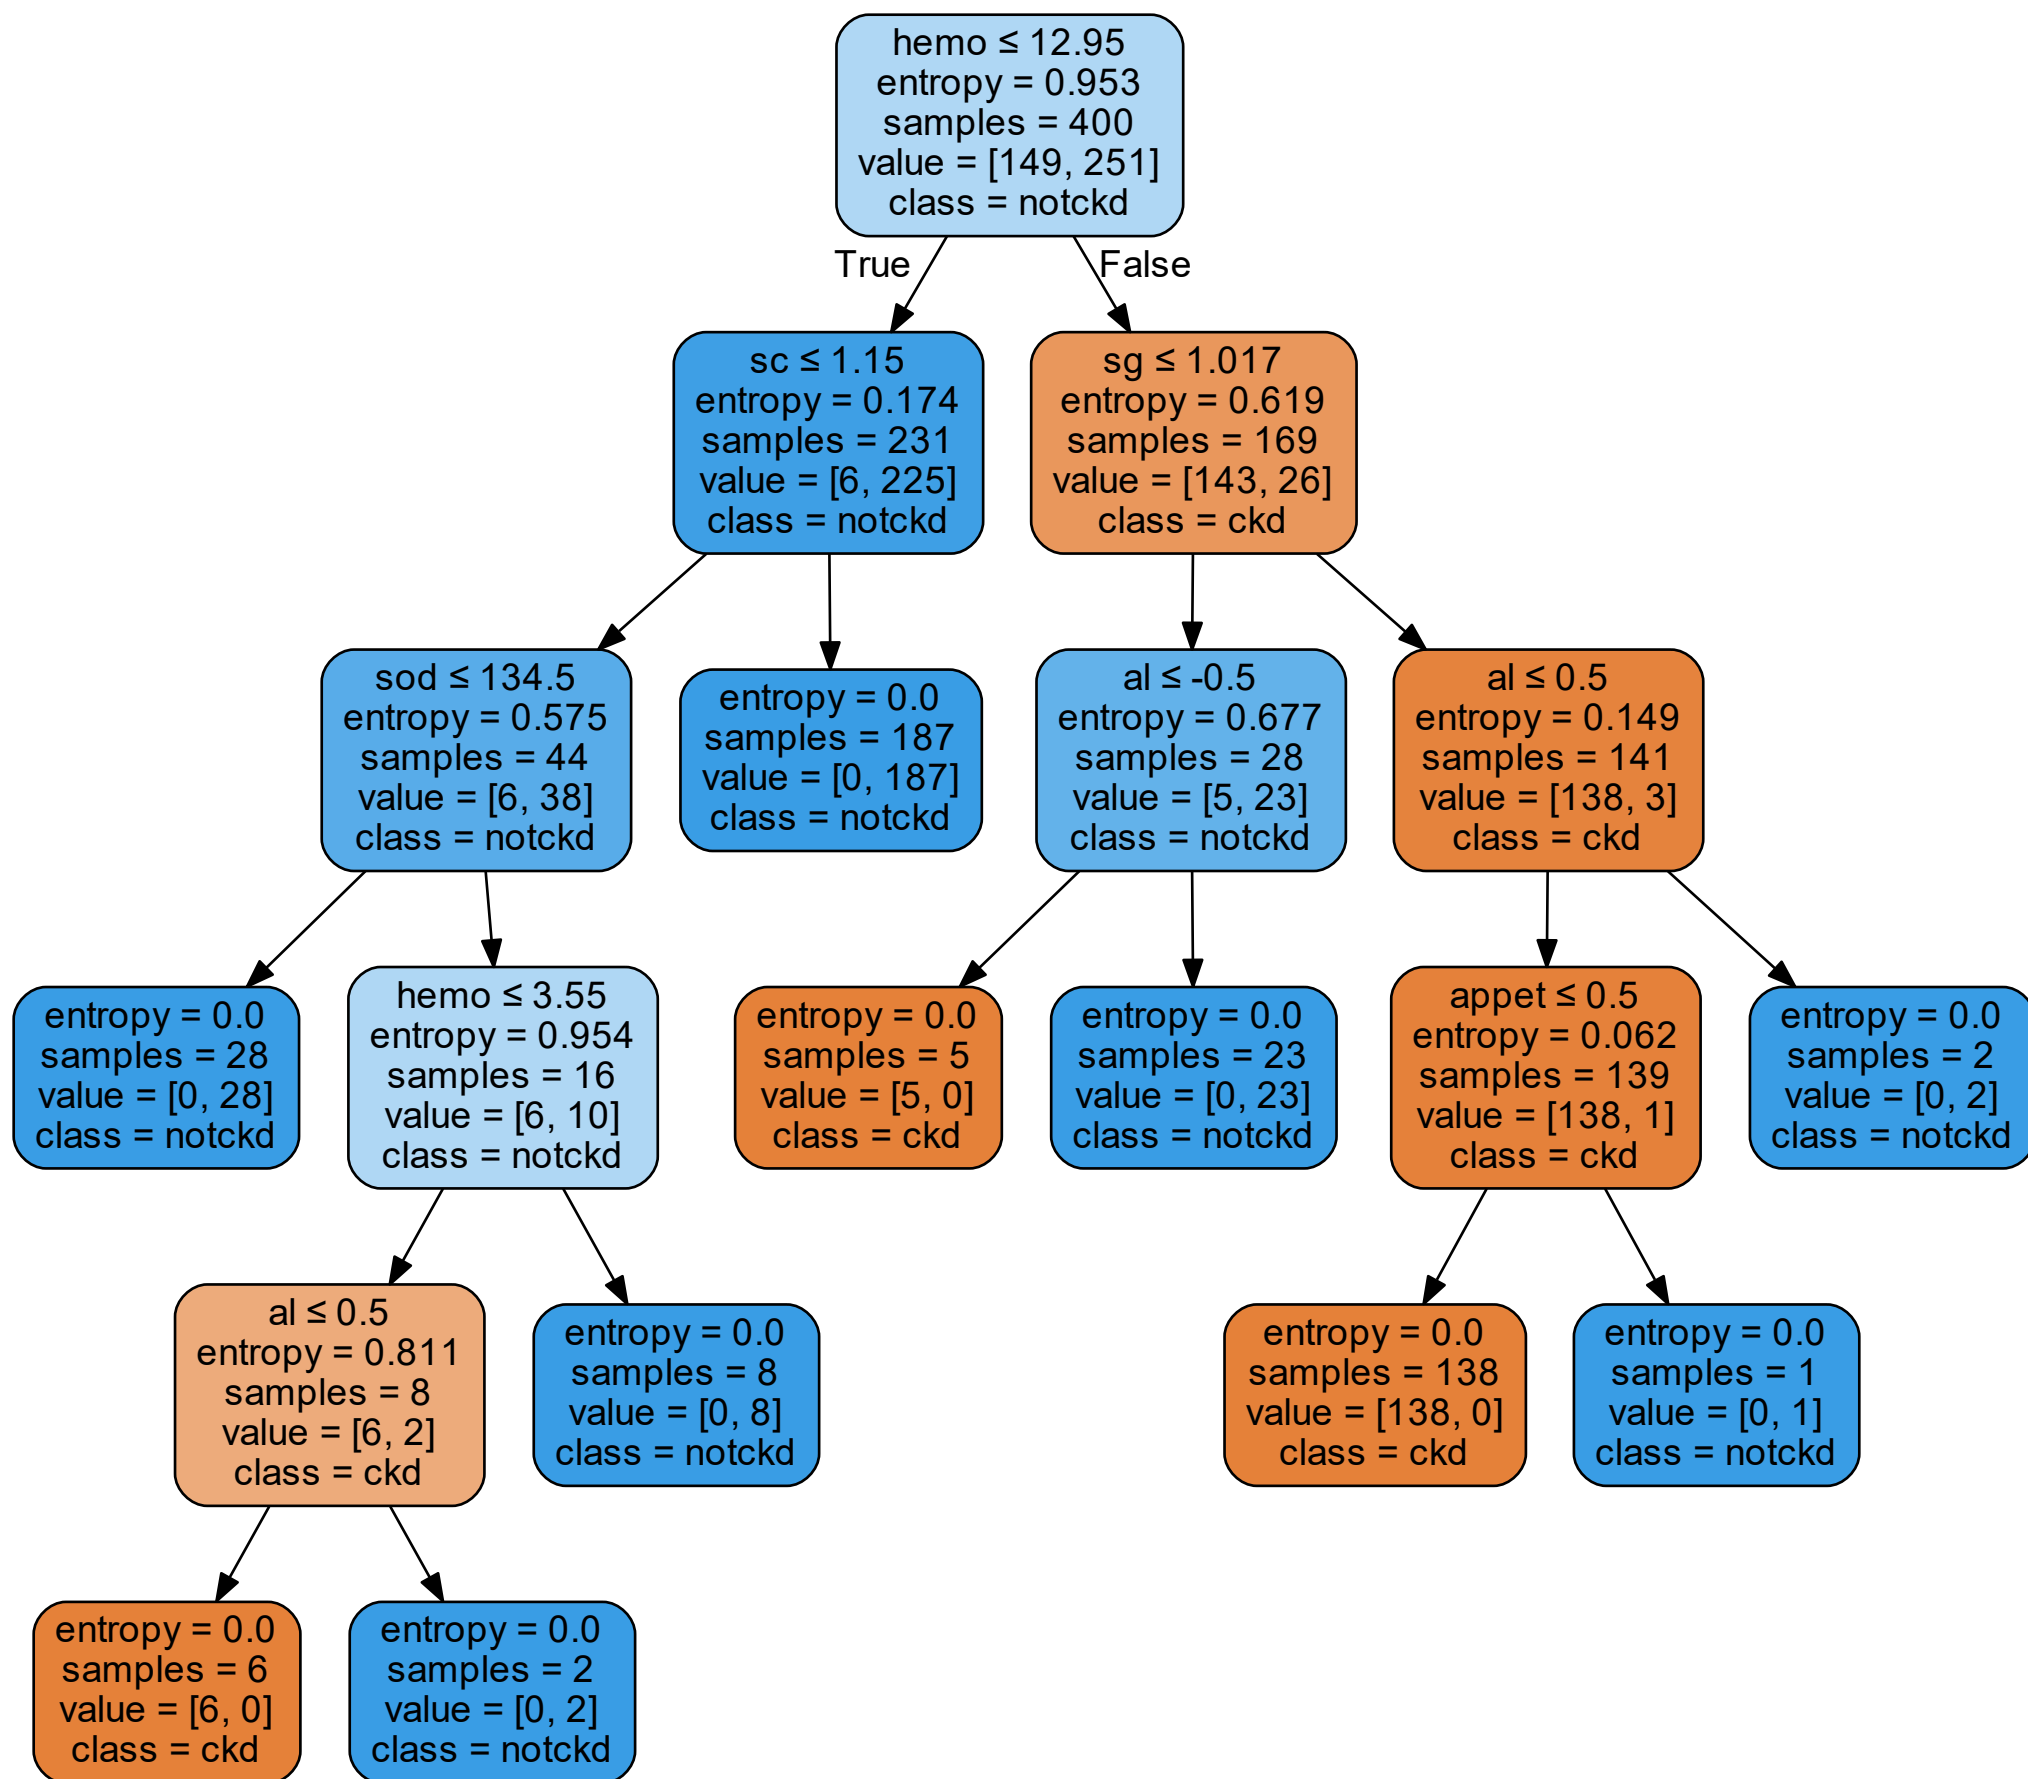 hemo ≤ 12.95
entropy = 0.953
samples = 400
value = [149, 251]
class = notckd
True
False
sc ≤ 1.15
entropy = 0.174
samples = 231
value = [6, 225]
class = notckd
sg ≤ 1.017
entropy = 0.619
samples = 169
value = [143, 26]
class = ckd
sod ≤ 134.5
entropy = 0.575
samples = 44
value = [6, 38]
class = notckd
entropy = 0.0
samples = 187
value = [0, 187]
class = notckd
al ≤ -0.5
entropy = 0.677
samples = 28
value = [5, 23]
class = notckd
al ≤ 0.5
entropy = 0.149
samples = 141
value = [138, 3]
class = ckd
entropy = 0.0
samples = 28
value = [0, 28]
class = notckd
hemo ≤ 3.55
entropy = 0.954
samples = 16
value = [6, 10]
class = notckd
entropy = 0.0
samples = 5
value = [5, 0]
class = ckd
entropy = 0.0
samples = 23
value = [0, 23]
class = notckd
appet ≤ 0.5
entropy = 0.062
samples = 139
value = [138, 1]
class = ckd
entropy = 0.0
samples = 2
value = [0, 2]
class = notckd
al ≤ 0.5
entropy = 0.811
samples = 8
value = [6, 2]
class = ckd
entropy = 0.0
samples = 8
value = [0, 8]
class = notckd
entropy = 0.0
samples = 138
value = [138, 0]
class = ckd
entropy = 0.0
samples = 1
value = [0, 1]
class = notckd
entropy = 0.0
samples = 6
value = [6, 0]
class = ckd
entropy = 0.0
samples = 2
value = [0, 2]
class = notckd